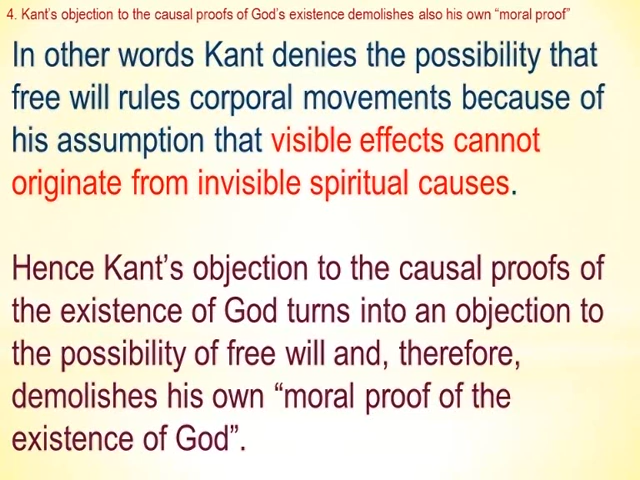 4. Kant's objection to the causal proofs of God's existence demolishes also his own “moral proof”
In other words Kant denies the possibility that
free will rules corporal movements because of
his assumption that visible effects cannot
originate from invisible spiritual causes.
Hence Kant's objection to the causal proofs of
the existence of God turns into an objection to
the possibility of free will and, therefore,
demolishes his own “moral proof of the
existence of God”.